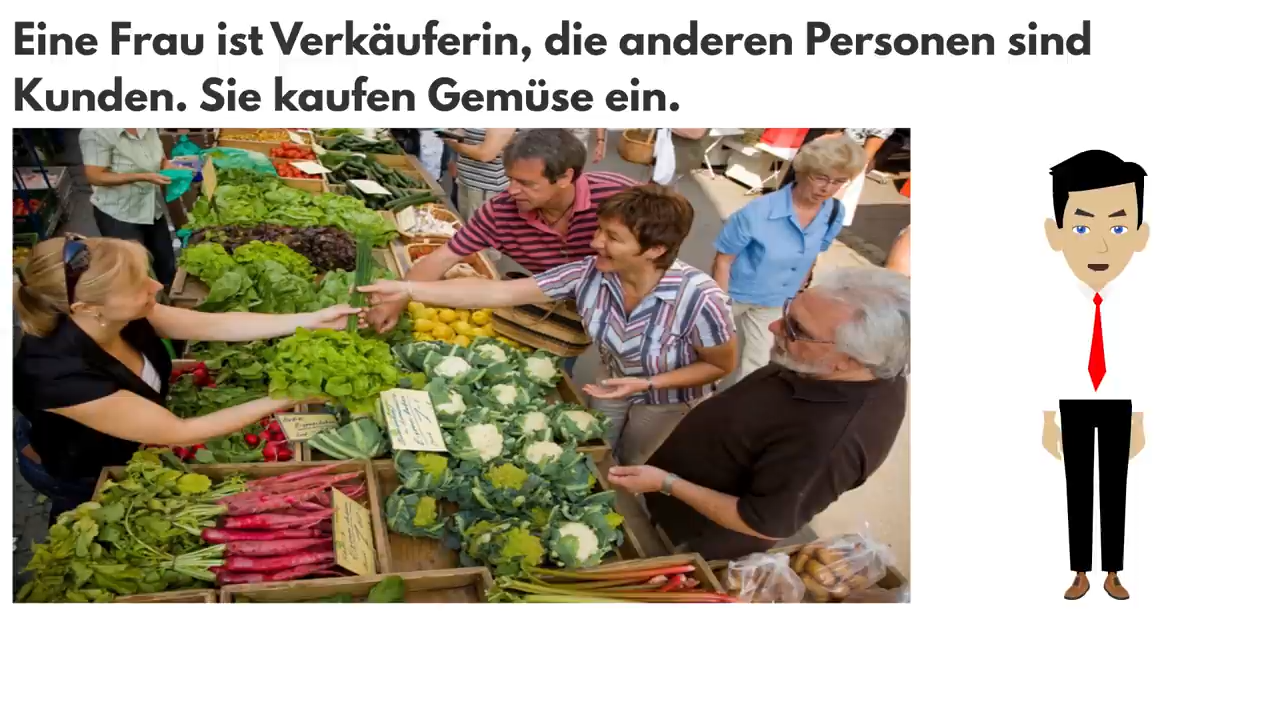 Eine Frau ist Verkäuferin, die anderen Personen sind
Kunden. Sie kaufen Gemüse ein.